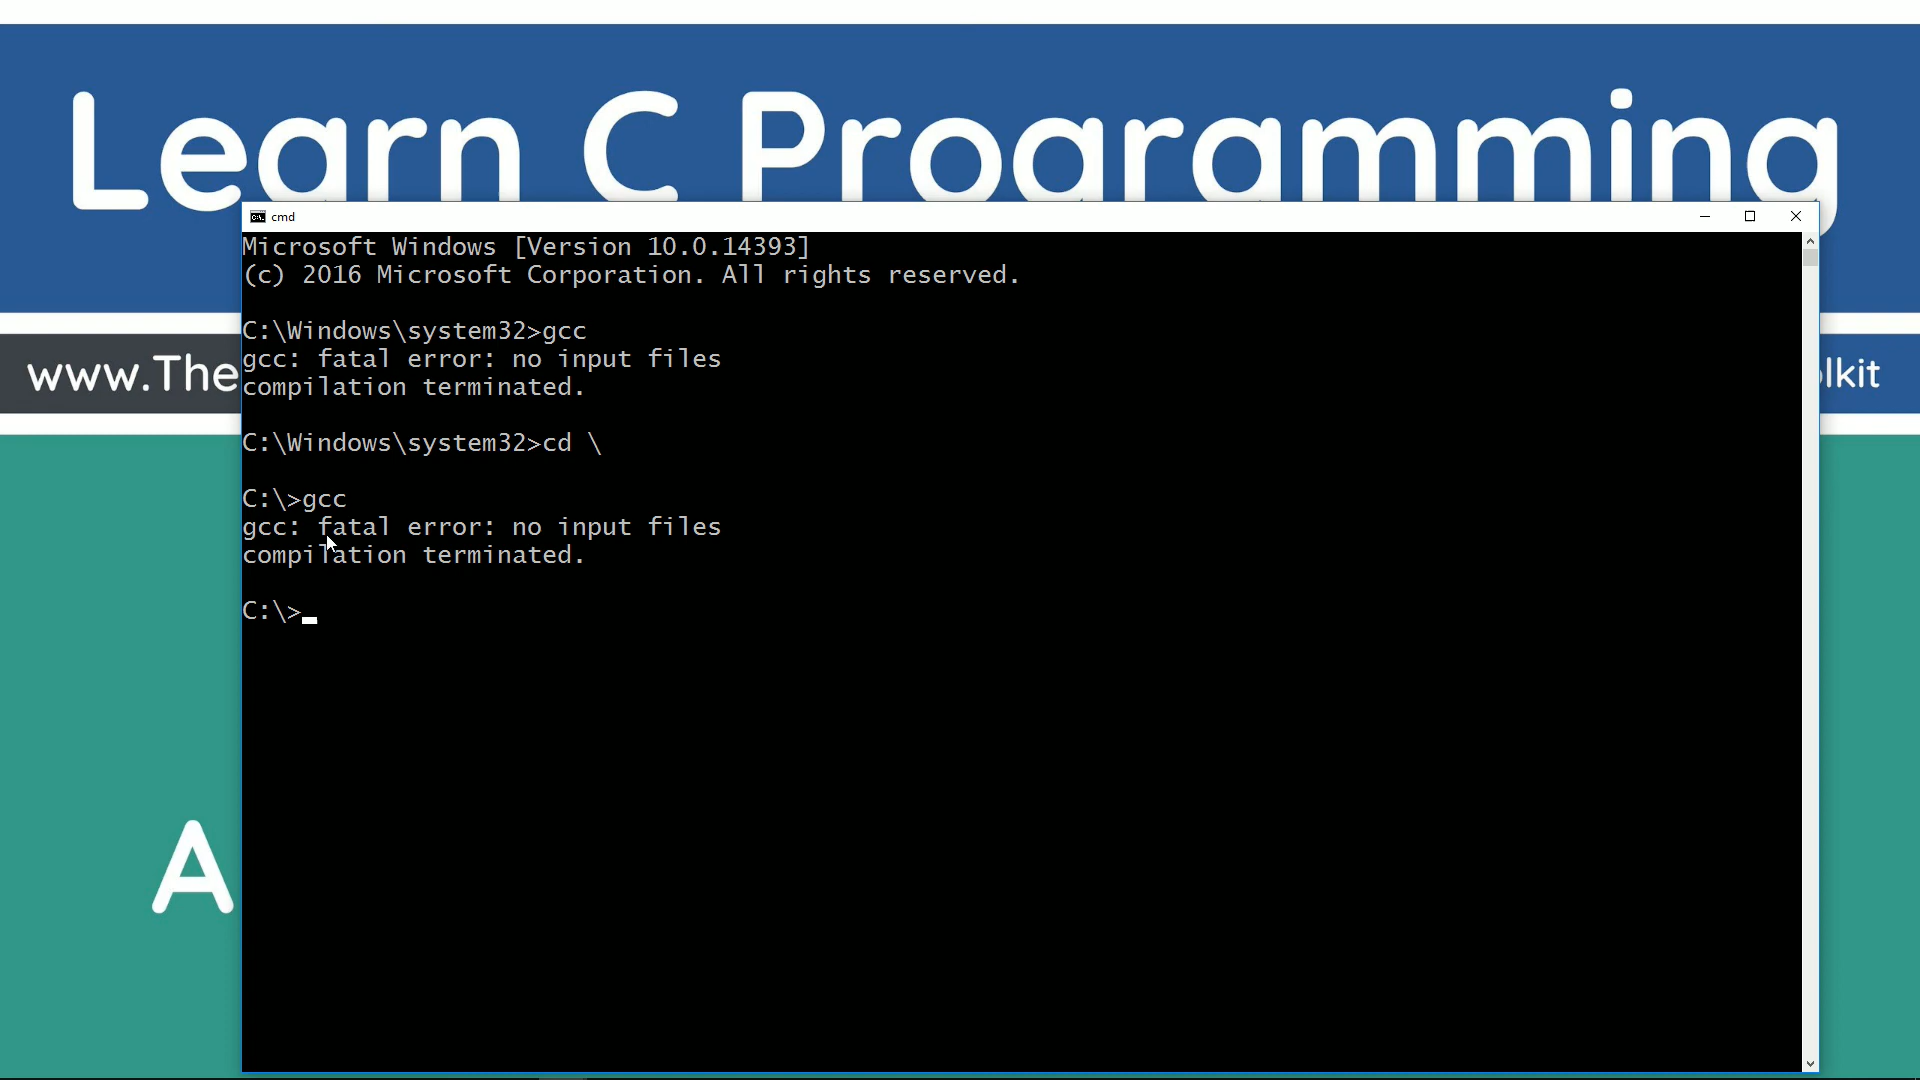 Learn C Programming
cmd
Microsoft Windows [Version 10.0.14393]
(c) 2016 Microsoft Corporation. All rights reserved.
C:\Windows\system32>gcc
gcc: fatal error: no input files
compilation terminated.
C:\Windows\system32>cd \
C:\>gcc
gcc: fatal error: no input files
compilation terminated.
C:\>
www.The
lkit
A